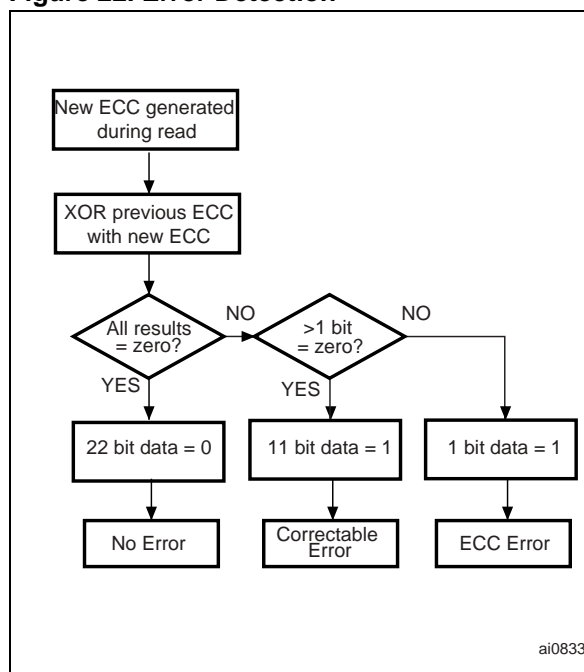 Figure 22. Error Detection
New ECC generated
during read
XOR previous ECC
with new ECC
All results
= zero?
NO
>1 bit
= zero?
NO
YES
YES
22 bit data = 0
11 bit data = 1
1 bit data = 1
No Error
Correctable
Error
ECC Error
ai0833